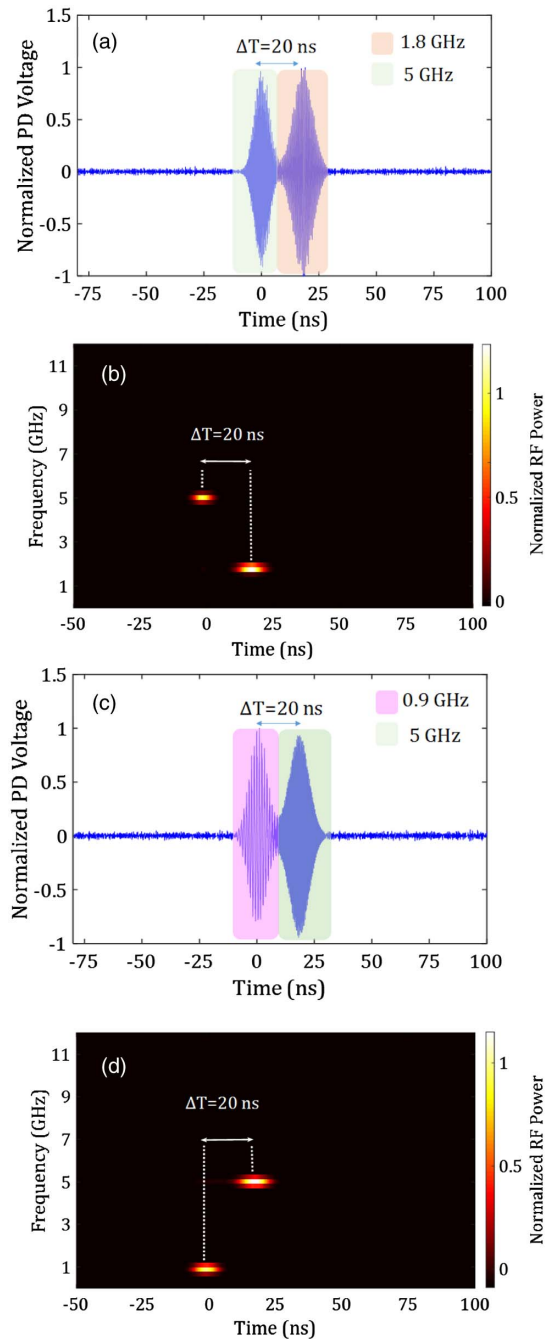 (a)
ΔT=20 ns
1.8 GHz
5 GHz
Normalized PD Voltage
1.5
1
0.5
0
-0.5
-1
-75 -50 -25 0 25 50 75 100
Time (ns)
(b)
ΔT=20 ns
Frequency (GHz)
11
9
7
5
3
1
-50 -25 0 25 50 75 100
Time (ns)
1
0.5
0
Normalized RF Power
(c)
ΔT=20 ns
0.9 GHz
5 GHz
Normalized PD Voltage
1.5
1
0.5
0
-0.5
-1
-75 -50 -25 0 25 50 75 100
Time (ns)
(d)
ΔT=20 ns
Frequency (GHz)
11
9
7
5
3
1
-50 -25 0 25 50 75 100
Time (ns)
1
0.5
0
Normalized RF Power